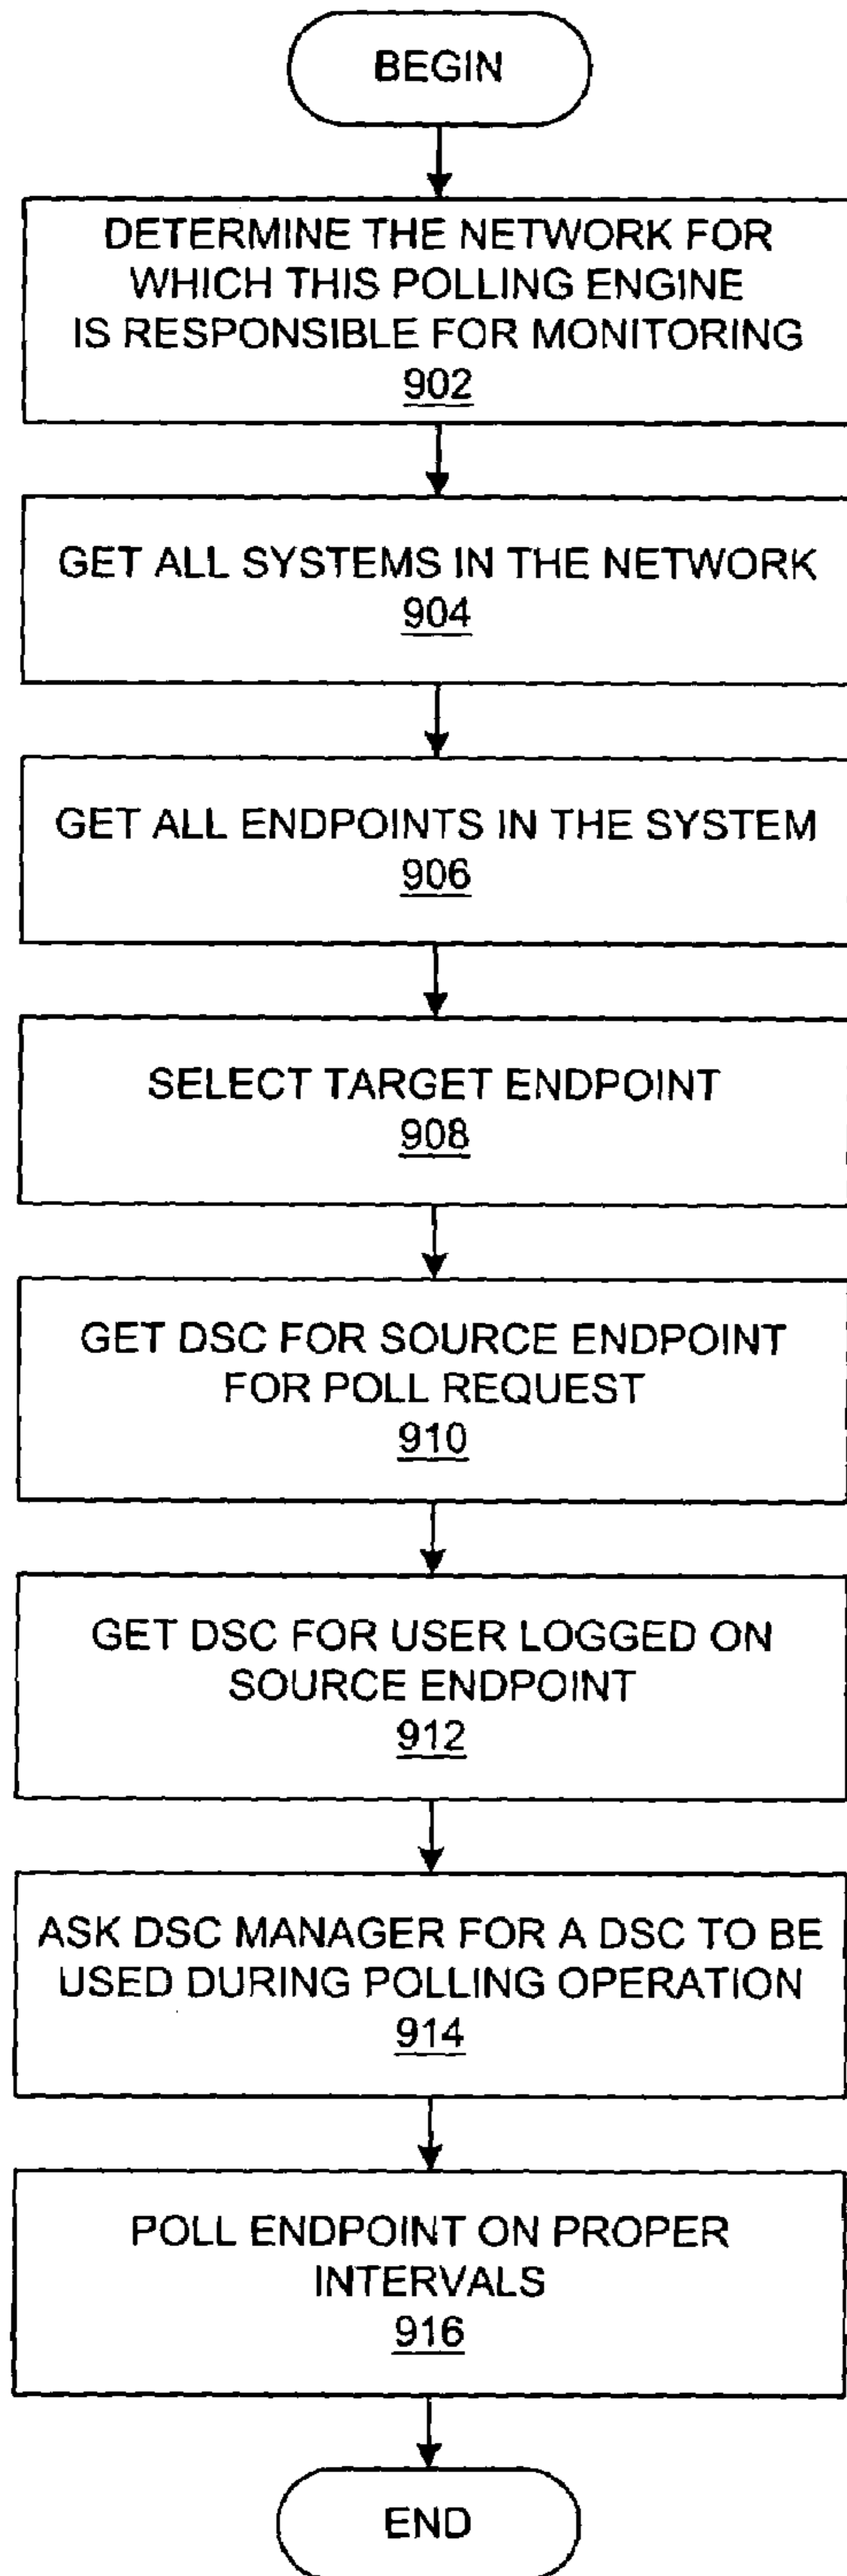 BEGIN
DETERMINE THE NETWORK FOR
WHICH THIS POLLING ENGINE
IS RESPONSIBLE FOR MONITORING
902
GET ALL SYSTEMS IN THE NETWORK
904
GET ALL ENDPOINTS IN THE SYSTEM
906
SELECT TARGET ENDPOINT
908
GET DSC FOR SOURCE ENDPOINT
FOR POLL REQUEST
910
GET DSC FOR USER LOGGED ON
SOURCE ENDPOINT
912
ASK DSC MANAGER FOR A DSC TO BE
USED DURING POLLING OPERATION
914
POLL ENDPOINT ON PROPER
INTERVALS
916
END